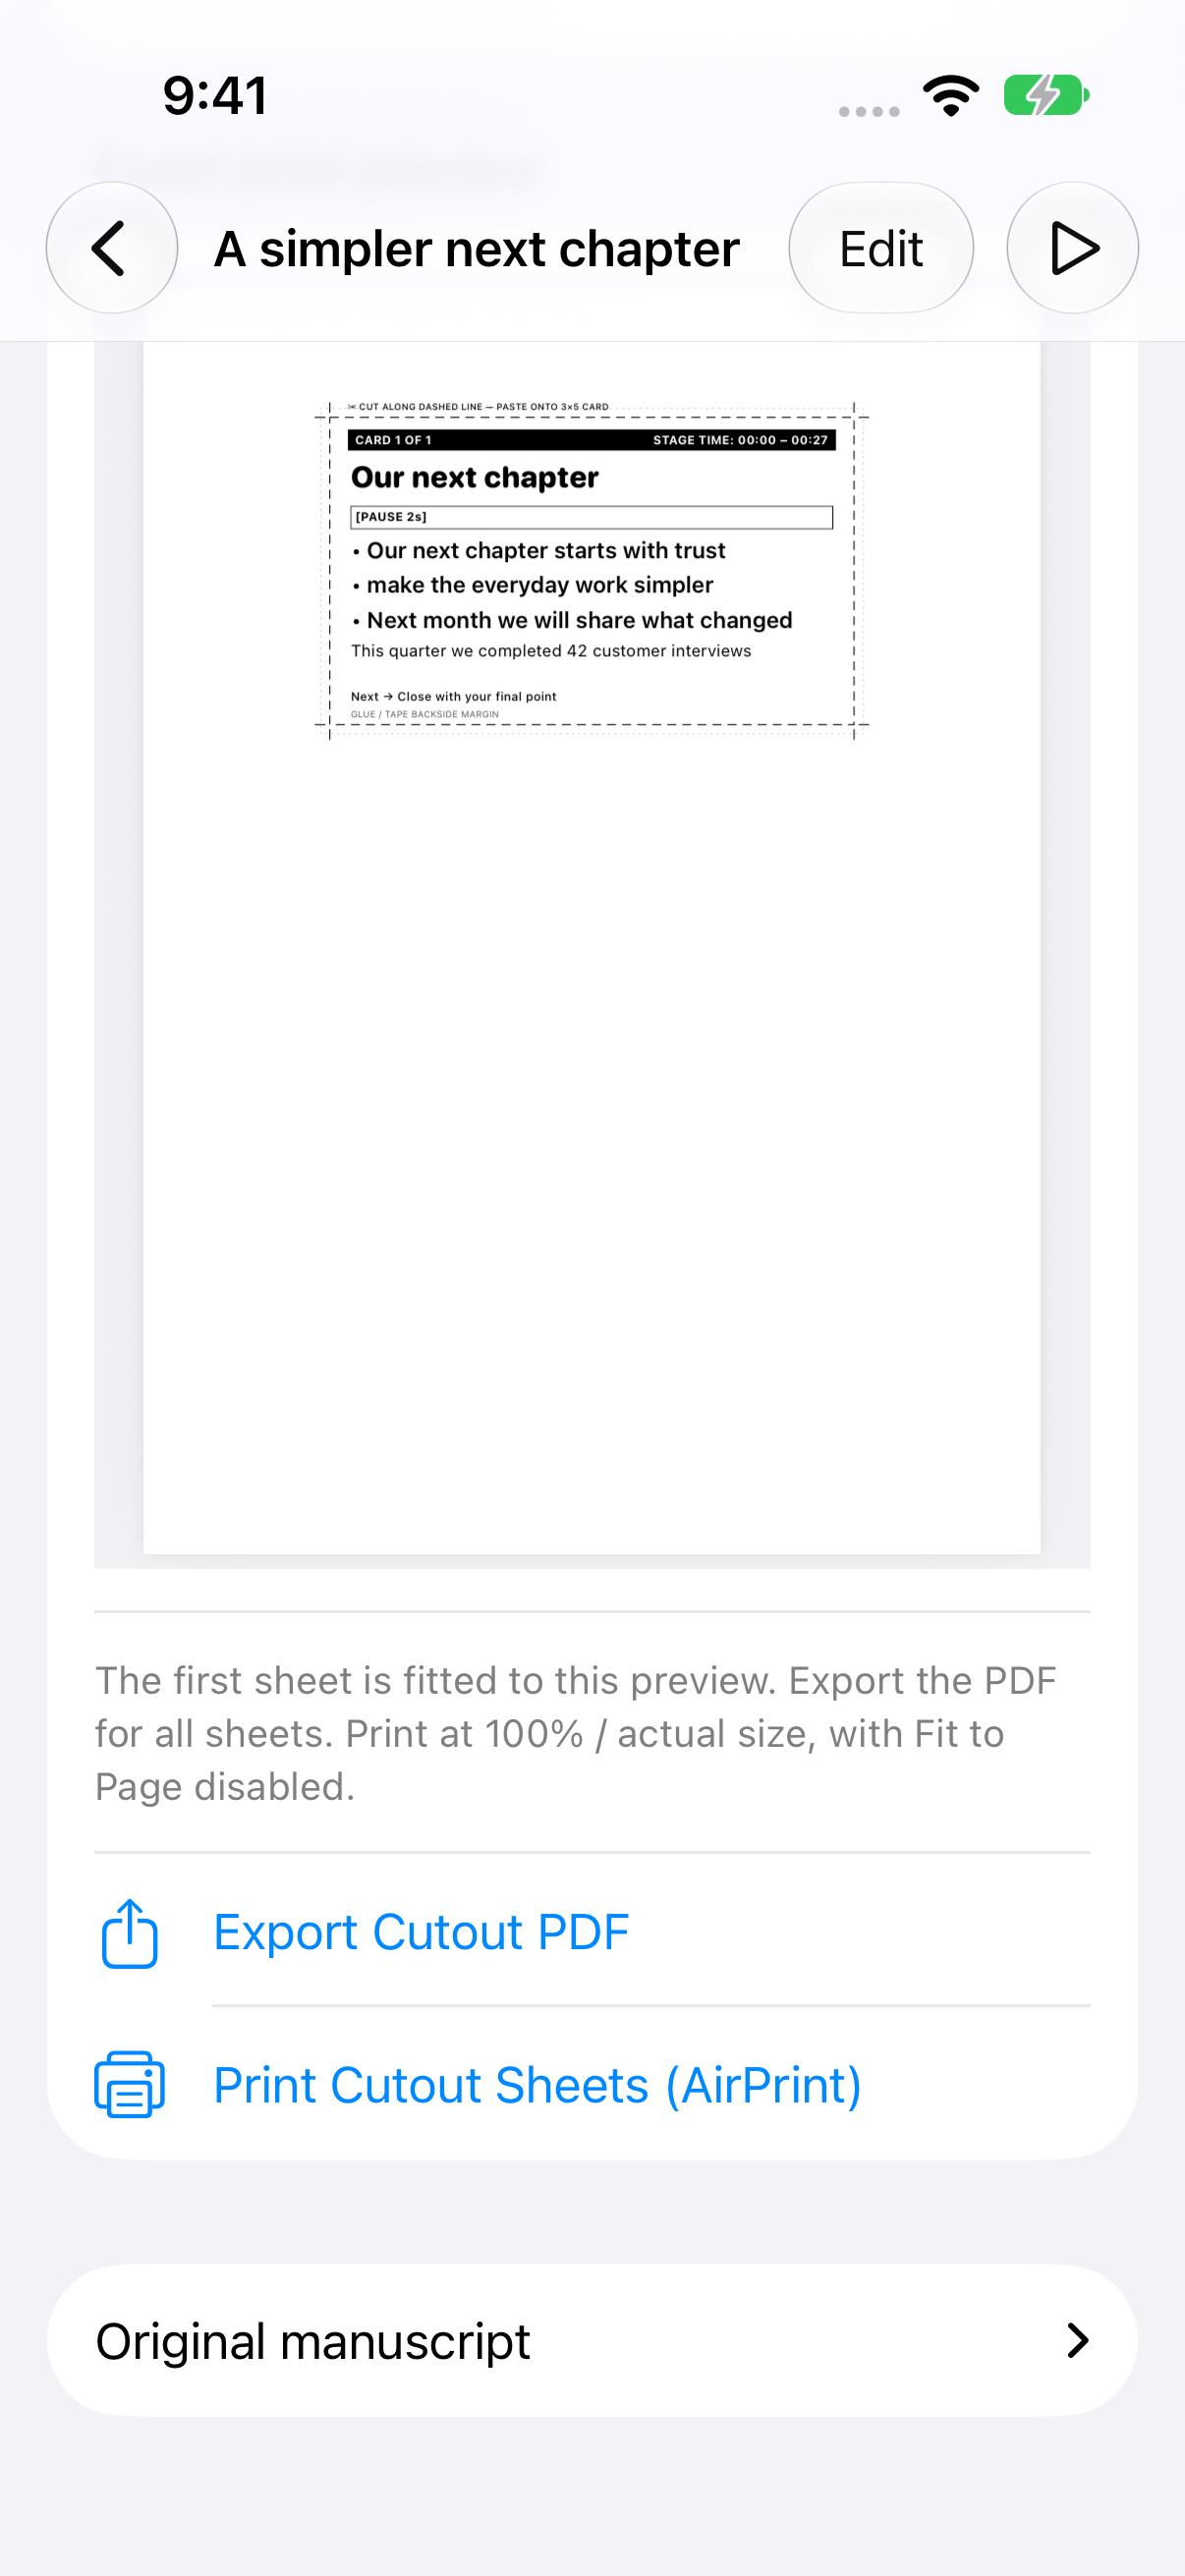 9:41
A simpler next chapter
Edit
✂ CUT ALONG DASHED LINE — PASTE ONTO 3×5 CARD
CARD 1 OF 1
STAGE TIME: 00:00 – 00:27
Our next chapter
[PAUSE 2s]
• Our next chapter starts with trust
• make the everyday work simpler
• Next month we will share what changed
This quarter we completed 42 customer interviews
Next → Close with your final point
GLUE / TAPE BACKSIDE MARGIN
The first sheet is fitted to this preview. Export the PDF
for all sheets. Print at 100% / actual size, with Fit to
Page disabled.
Export Cutout PDF
Print Cutout Sheets (AirPrint)
Original manuscript